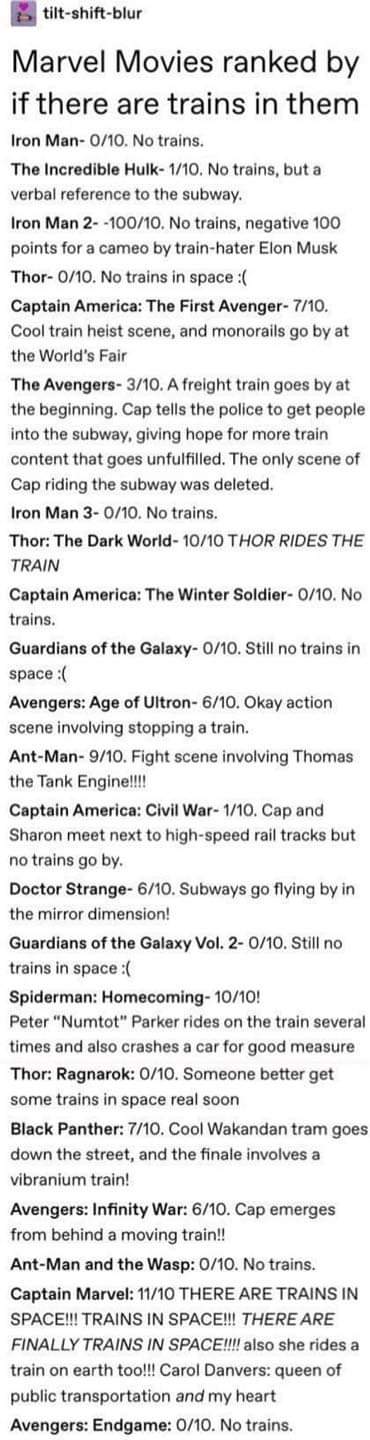 tilt-shift-blur
Marvel Movies ranked by
if there are trains in them
Iron Man- 0/10. No trains.
The Incredible Hulk- 1/10. No trains, but a
verbal reference to the subway.
Iron Man 2- -100/10. No trains, negative 100
points for a cameo by train-hater Elon Musk
Thor- 0/10. No trains in space :(
Captain America: The First Avenger- 7/10.
Cool train heist scene, and monorails go by at
the World's Fair
The Avengers- 3/10. A freight train goes by at
the beginning. Cap tells the police to get people
into the subway, giving hope for more train
content that goes unfulfilled. The only scene of
Cap riding the subway was deleted.
Iron Man 3- 0/10. No trains.
Thor: The Dark World- 10/10 THOR RIDES THE
TRAIN
Captain America: The Winter Soldier- 0/10. No
trains.
Guardians of the Galaxy- 0/10. Still no trains in
space :(
Avengers: Age of Ultron- 6/10. Okay action
scene involving stopping a train.
Ant-Man- 9/10. Fight scene involving Thomas
the Tank Engine!!!!
Captain America: Civil War- 1/10. Cap and
Sharon meet next to high-speed rail tracks but
no trains go by.
Doctor Strange- 6/10. Subways go flying by in
the mirror dimension!
Guardians of the Galaxy Vol. 2- 0/10. Still no
trains in space :(
Spiderman: Homecoming- 10/10!
Peter "Numtot" Parker rides on the train several
times and also crashes a car for good measure
Thor: Ragnarok: 0/10. Someone better get
some trains in space real soon
Black Panther: 7/10. Cool Wakandan tram goes
down the street, and the finale involves a
vibranium train!
Avengers: Infinity War: 6/10. Cap emerges
from behind a moving train!!
Ant-Man and the Wasp: 0/10. No trains.
Captain Marvel: 11/10 THERE ARE TRAINS IN
SPACE!!! TRAINS IN SPACE!!! THERE ARE
FINALLY TRAINS IN SPACE!!!! also she rides a
train on earth too!!! Carol Danvers: queen of
public transportation and my heart
Avengers: Endgame: 0/10. No trains.